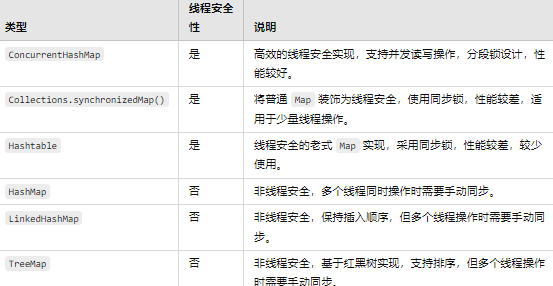 类型 线程安全性 说明
ConcurrentHashMap 是 高效的线程安全实现，支持并发读写操作，分段锁设计，性
能较好。
Collections.synchronizedMap() 是 将普通 Map 装饰为线程安全，使用同步锁，性能较差，适
用于少量线程操作。
Hashtable 是 线程安全的老式 Map 实现，采用同步锁，性能较差，较少
使用。
HashMap 否 非线程安全，多个线程同时操作时需要手动同步。
LinkedHashMap 否 非线程安全，保持插入顺序，但多个线程操作时需要手动同
步。
TreeMap 否 非线程安全，基于红黑树实现，支持排序，但多个线程操作
时需要手动同步。